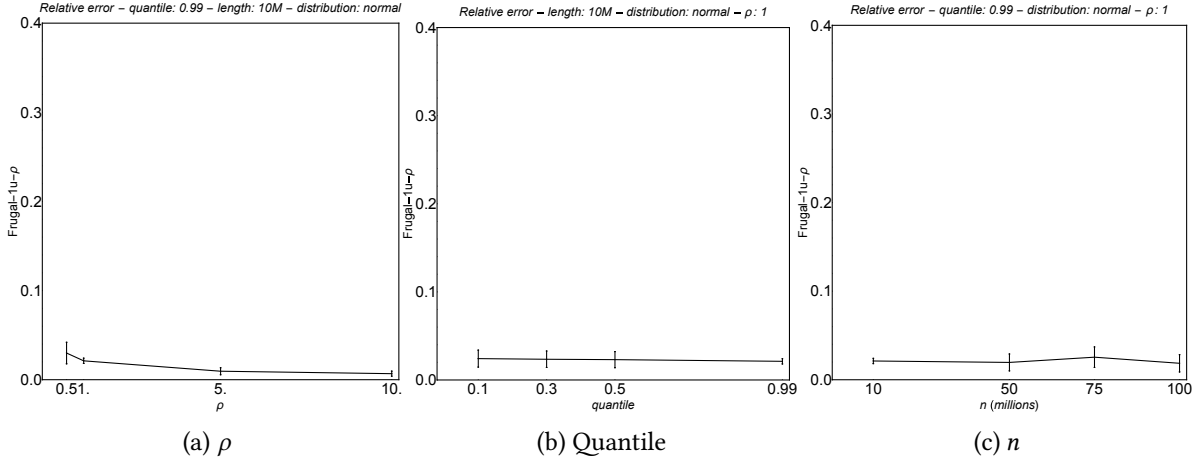 Relative error – quantile: 0.99 – length: 10M – distribution: normal
Frugal–1u–ρ
0.4
0.3
0.2
0.1
0.0
0.51. 5. 10.
ρ
(a) ρ
Relative error – length: 10M – distribution: normal – ρ: 1
Frugal–1u–ρ
0.4
0.3
0.2
0.1
0.0
0.1 0.3 0.5 0.99
quantile
(b) Quantile
Relative error – quantile: 0.99 – distribution: normal – ρ: 1
Frugal–1u–ρ
0.4
0.3
0.2
0.1
0.0
10 50 75 100
n (millions)
(c) n